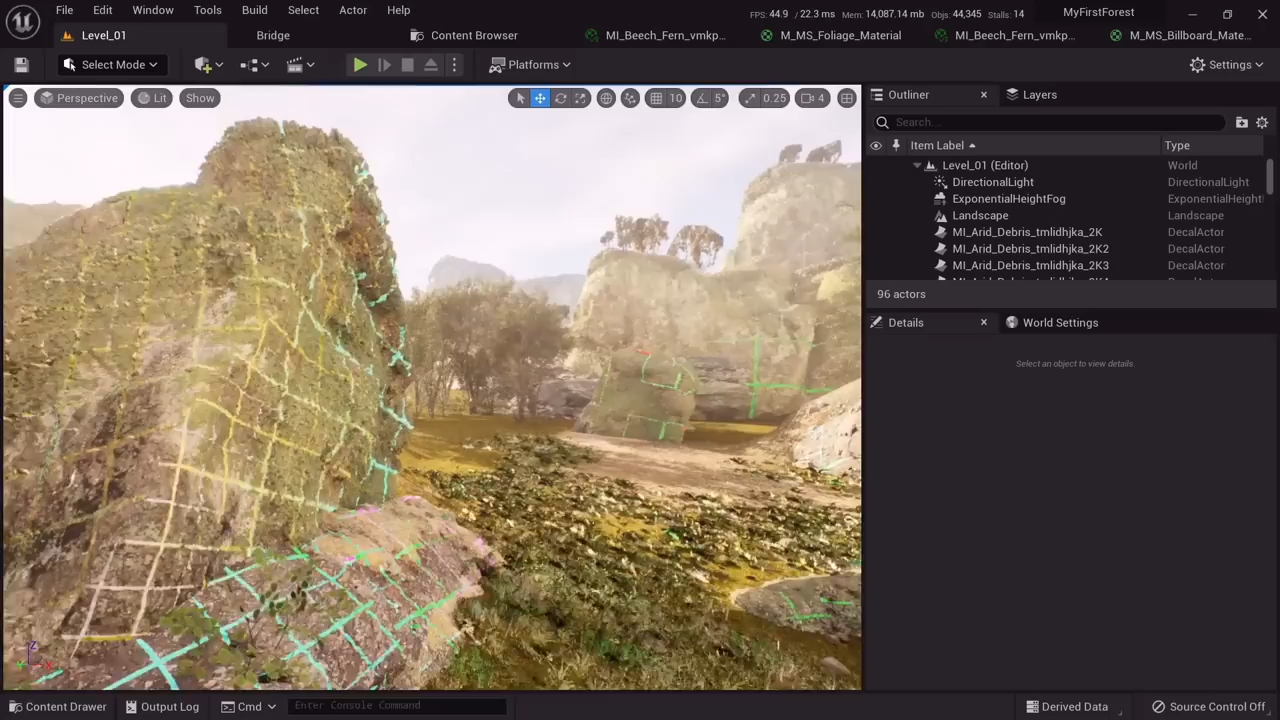 File Edit Window Tools Build Select Actor Help
FPS: 44.9 / 22.3 ms Mem: 14,087.14 mb Objs: 44,345 Stalls: 14
MyFirstForest
Level_01
Bridge
Content Browser
MI_Beech_Fern_vmkp...
M_MS_Foliage_Material
MI_Beech_Fern_vmkp...
M_MS_Billboard_Mate...
Select Mode
Platforms
Settings
Perspective
Lit
Show
10
5°
0.25
4
Outliner
Layers
Search...
Item Label
Type
Level_01 (Editor) World
DirectionalLight DirectionalLight
ExponentialHeightFog ExponentialHeight
Landscape Landscape
MI_Arid_Debris_tmlidhjka_2K DecalActor
MI_Arid_Debris_tmlidhjka_2K2 DecalActor
MI_Arid_Debris_tmlidhjka_2K3 DecalActor
96 actors
Details
World Settings
Select an object to view details.
Z
Content Drawer
Output Log
Cmd
Enter Console Command
Derived Data
Source Control Off